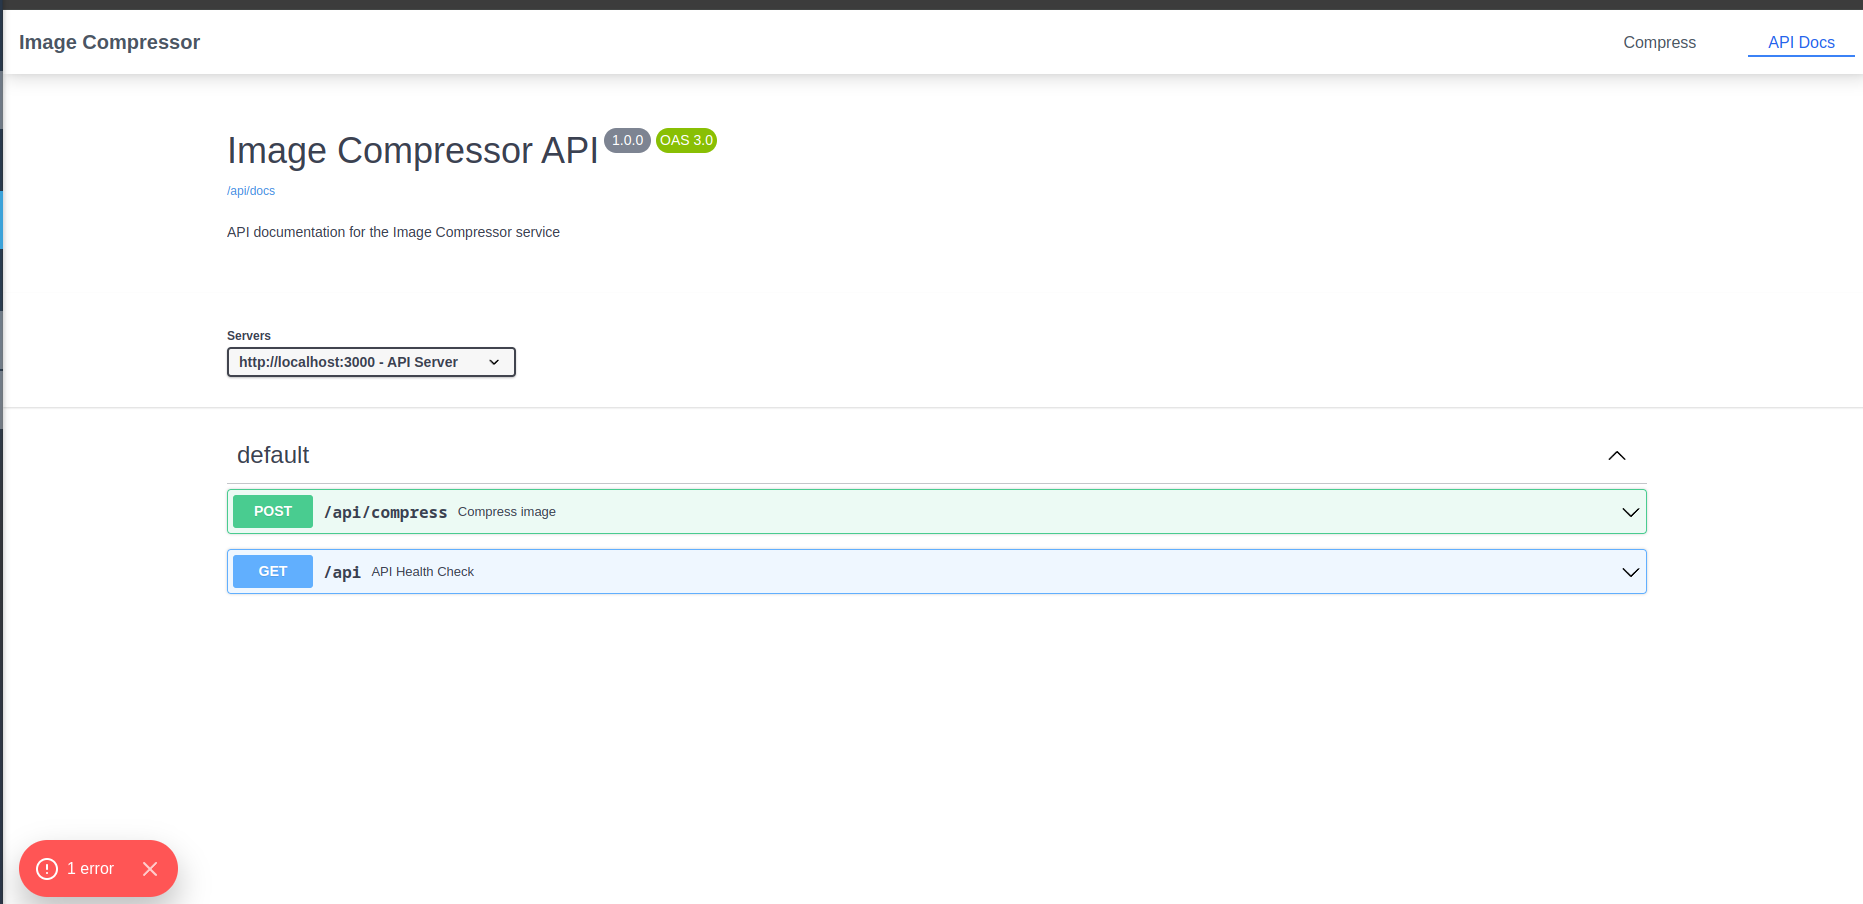 Image Compressor
Compress
API Docs
Image Compressor API 1.0.0 OAS 3.0
/api/docs
API documentation for the Image Compressor service
Servers
http://localhost:3000 - API Server
default
POST /api/compress Compress image
GET /api API Health Check
1 error